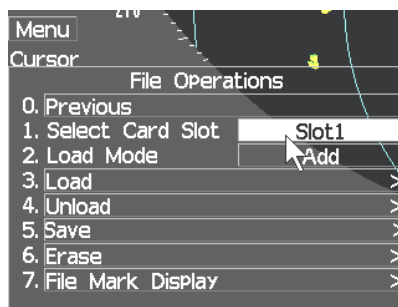 210
Menu
Cursor
File Operations
0. Previous
1. Select Card Slot Slot1
2. Load Mode Add
3. Load >
4. Unload >
5. Save >
6. Erase >
7. File Mark Display >